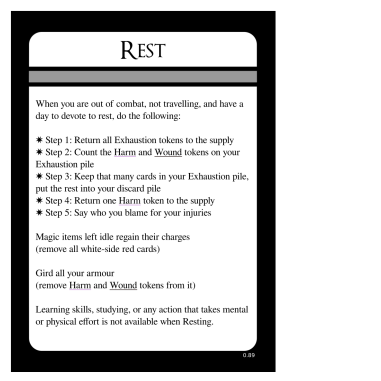 REST
When you are out of combat, not travelling, and have a
day to devote to rest, do the following:
✷ Step 1: Return all Exhaustion tokens to the supply
✷ Step 2: Count the Harm and Wound tokens on your
Exhaustion pile
✷ Step 3: Keep that many cards in your Exhaustion pile,
put the rest into your discard pile
✷ Step 4: Return one Harm token to the supply
✷ Step 5: Say who you blame for your injuries
Magic items left idle regain their charges
(remove all white-side red cards)
Gird all your armour
(remove Harm and Wound tokens from it)
Learning skills, studying, or any action that takes mental
or physical effort is not available when Resting.
0.89